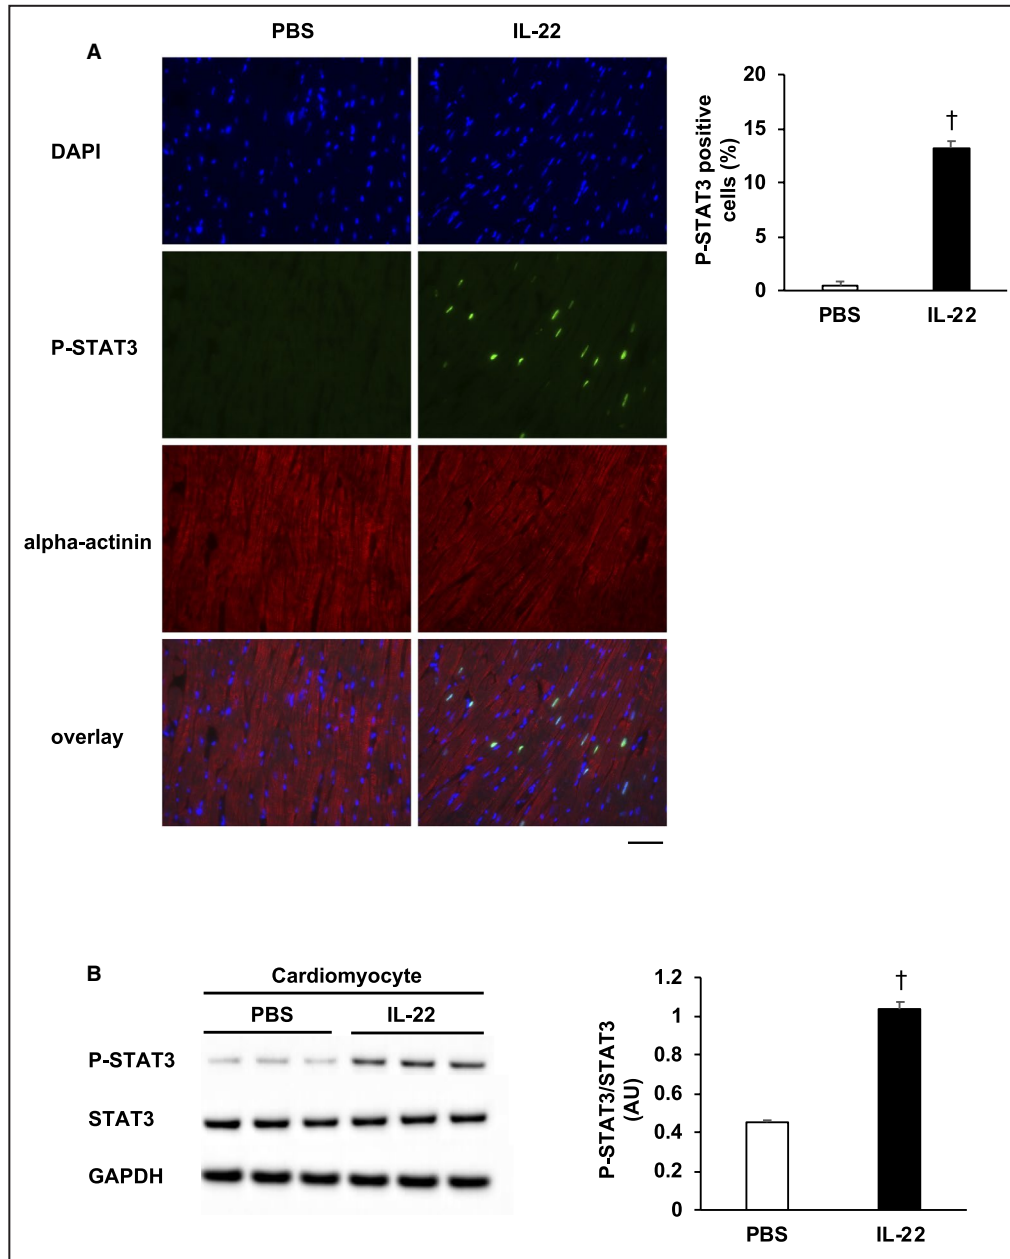 PBS
IL-22
A
DAPI
P-STAT3
alpha-actinin
overlay
P-STAT3 positive
cells (%)
20
15
10
5
0
†
PBS
IL-22
B
Cardiomyocyte
PBS
IL-22
P-STAT3
STAT3
GAPDH
P-STAT3/STAT3
(AU)
1.2
1
0.8
0.6
0.4
0.2
0
†
PBS
IL-22